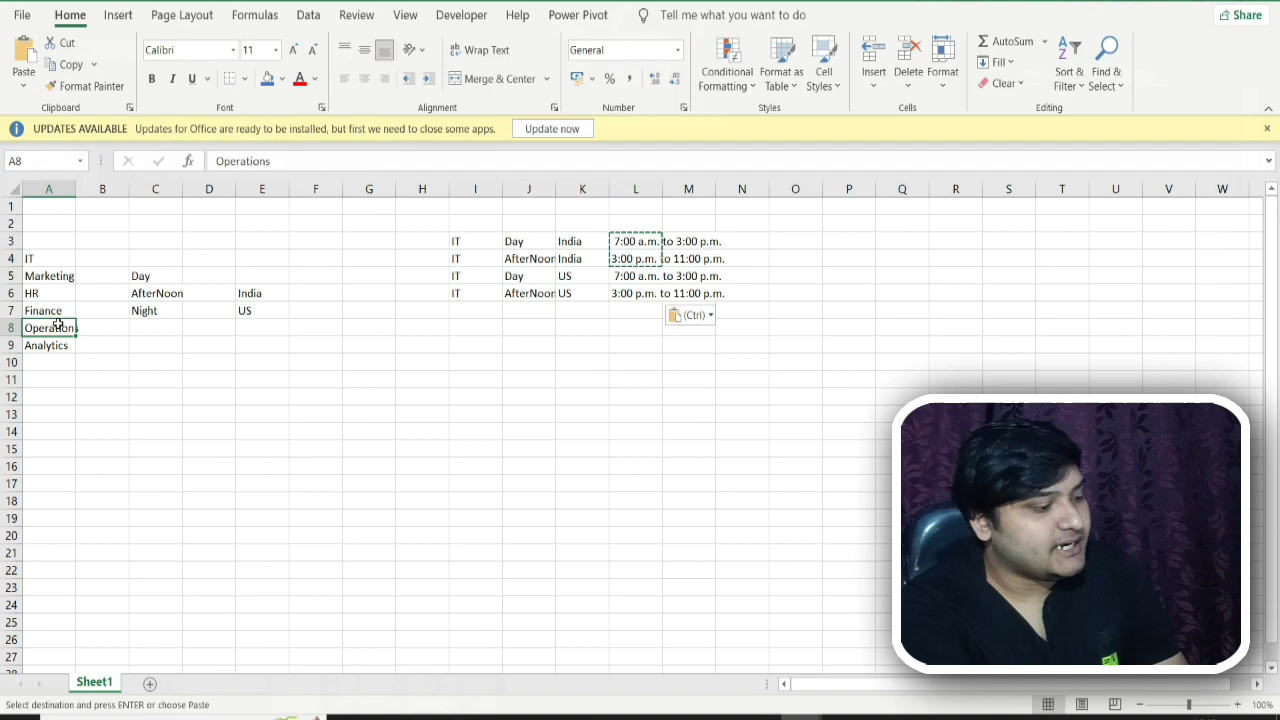 File Home Insert Page Layout Formulas Data Review View Developer Help Power Pivot Tell me what you want to do Share
Paste
Cut
Copy
Format Painter
Clipboard
Calibri 11
B I U
Font
Wrap Text
Merge & Center
Alignment
General
%
Number
Conditional Formatting
Format as Table
Cell Styles
Styles
Insert Delete Format
Cells
AutoSum
Fill
Clear
Sort & Filter
Find & Select
Editing
UPDATES AVAILABLE Updates for Office are ready to be installed, but first we need to close some apps. Update now
A8 fx Operations
A B C D E F G H I J K L M N O P Q R S T U V W
1
2
3 IT Day India 7:00 a.m. to 3:00 p.m.
4 IT IT AfterNoon India 3:00 p.m. to 11:00 p.m.
5 Marketing Day IT Day US 7:00 a.m. to 3:00 p.m.
6 HR AfterNoon India IT AfterNoon US 3:00 p.m. to 11:00 p.m.
7 Finance Night US
(Ctrl)
8 Operations
9 Analytics
10
11
12
13
14
15
16
17
18
19
20
21
22
23
24
25
26
27
28
Sheet1
Select destination and press ENTER or choose Paste 100%